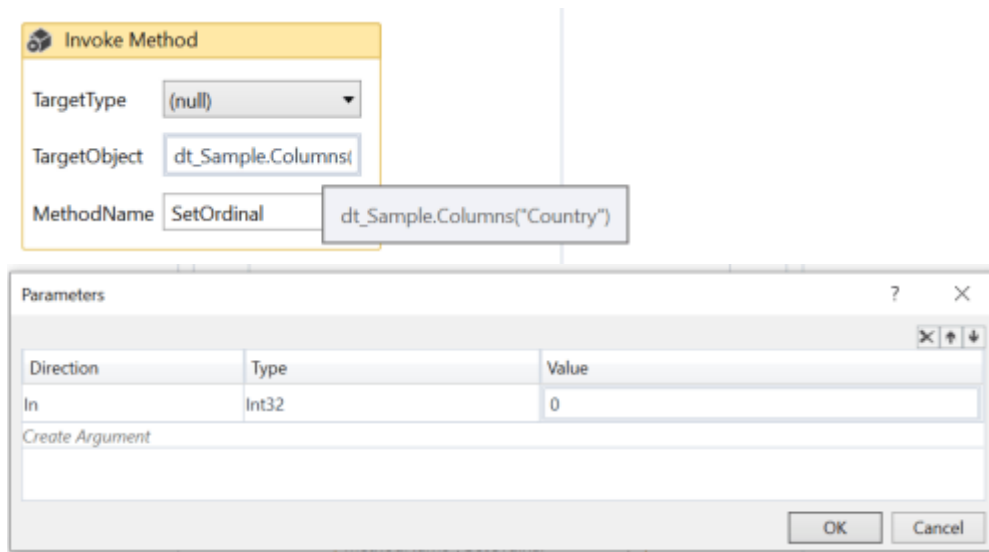 Invoke Method
TargetType (null)
TargetObject dt_Sample.Columns(
MethodName SetOrdinal
dt_Sample.Columns("Country")
Parameters ?
Direction Type Value
In Int32 0
Create Argument
OK Cancel